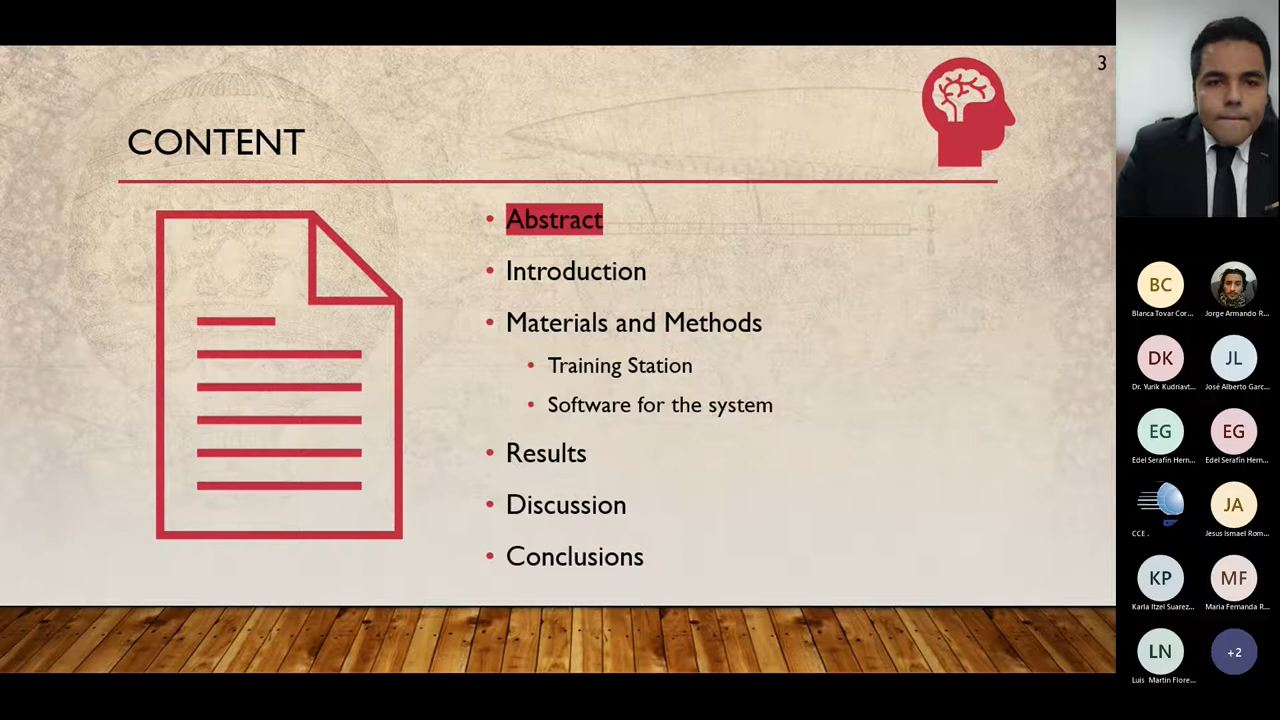 3
CONTENT
• Abstract
• Introduction
• Materials and Methods
• Training Station
• Software for the system
• Results
• Discussion
• Conclusions
BC
Blanca Tovar Cor...
Jorge Armando R...
DK
JL
Dr. Yurik Kudriavt...
José Alberto Garc...
EG
EG
Edel Serafín Hern...
Edel Serafín Hern...
JA
CCE .
Jesus Ismael Rom...
KP
MF
Karla Itzel Suarez...
Maria Fernanda R...
LN
+2
Luis Martin Flore...